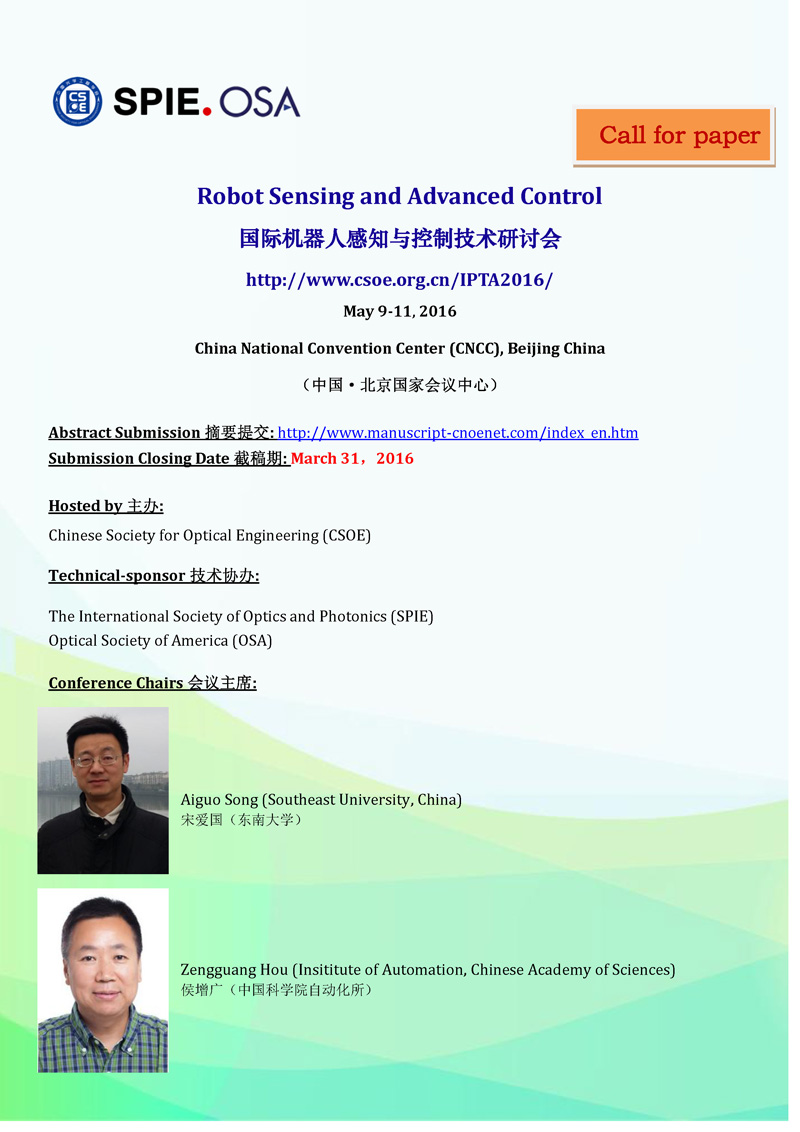 CS
OE
SPIE. OSA
Call for paper
Robot Sensing and Advanced Control
国际机器人感知与控制技术研讨会
http://www.csoe.org.cn/IPTA2016/
May 9-11, 2016
China National Convention Center (CNCC), Beijing China
（中国·北京国家会议中心）
Abstract Submission 摘要提交: http://www.manuscript-cnoenet.com/index_en.htm
Submission Closing Date 截稿期: March 31，2016
Hosted by 主办:
Chinese Society for Optical Engineering (CSOE)
Technical-sponsor 技术协办:
The International Society of Optics and Photonics (SPIE)
Optical Society of America (OSA)
Conference Chairs 会议主席:
Aiguo Song (Southeast University, China)
宋爱国（东南大学）
Zengguang Hou (Insititute of Automation, Chinese Academy of Sciences)
侯增广（中国科学院自动化所）